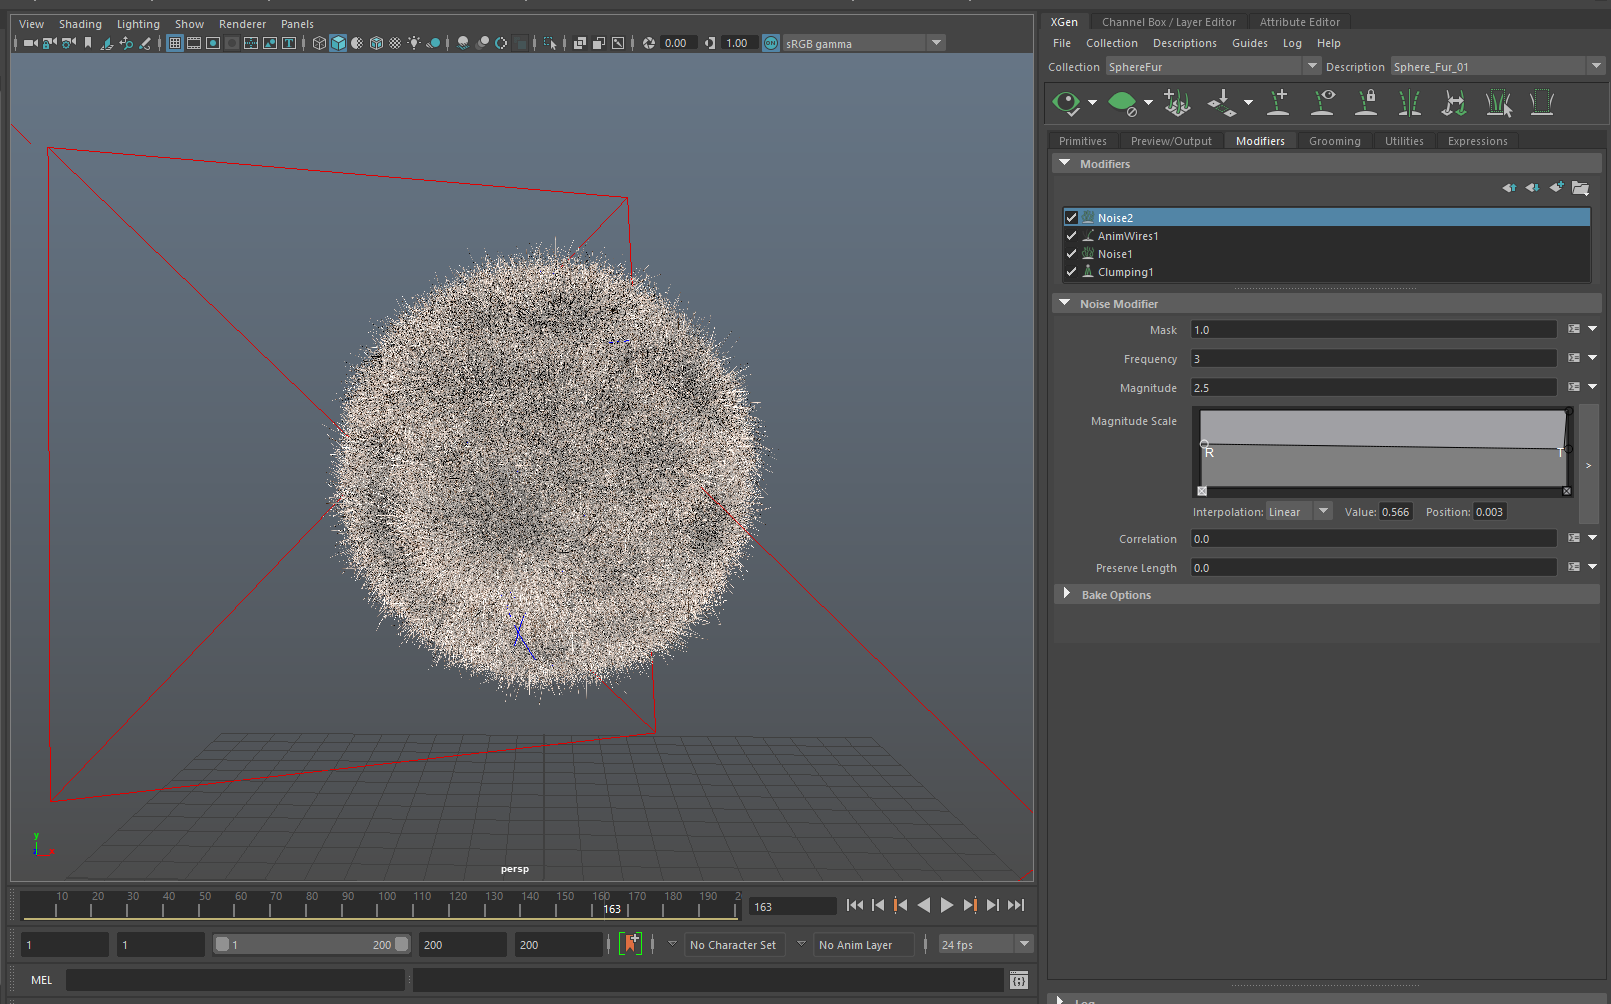 View Shading Lighting Show Renderer Panels
0.00 1.00 ON sRGB gamma
persp
y
10 20 30 40 50 60 70 80 90 100 110 120 130 140 150 160 170 180 190 2
163
163
1 1 1 200 200 200 No Character Set No Anim Layer 24 fps
MEL
XGen Channel Box / Layer Editor Attribute Editor
File Collection Descriptions Guides Log Help
Collection SphereFur Description Sphere_Fur_01
Primitives Preview/Output Modifiers Grooming Utilities Expressions
Modifiers
Noise2
AnimWires1
Noise1
Clumping1
Noise Modifier
Mask 1.0
Frequency 3
Magnitude 2.5
Magnitude Scale
R T
>
Interpolation: Linear Value: 0.566 Position: 0.003
Correlation 0.0
Preserve Length 0.0
Bake Options
Log